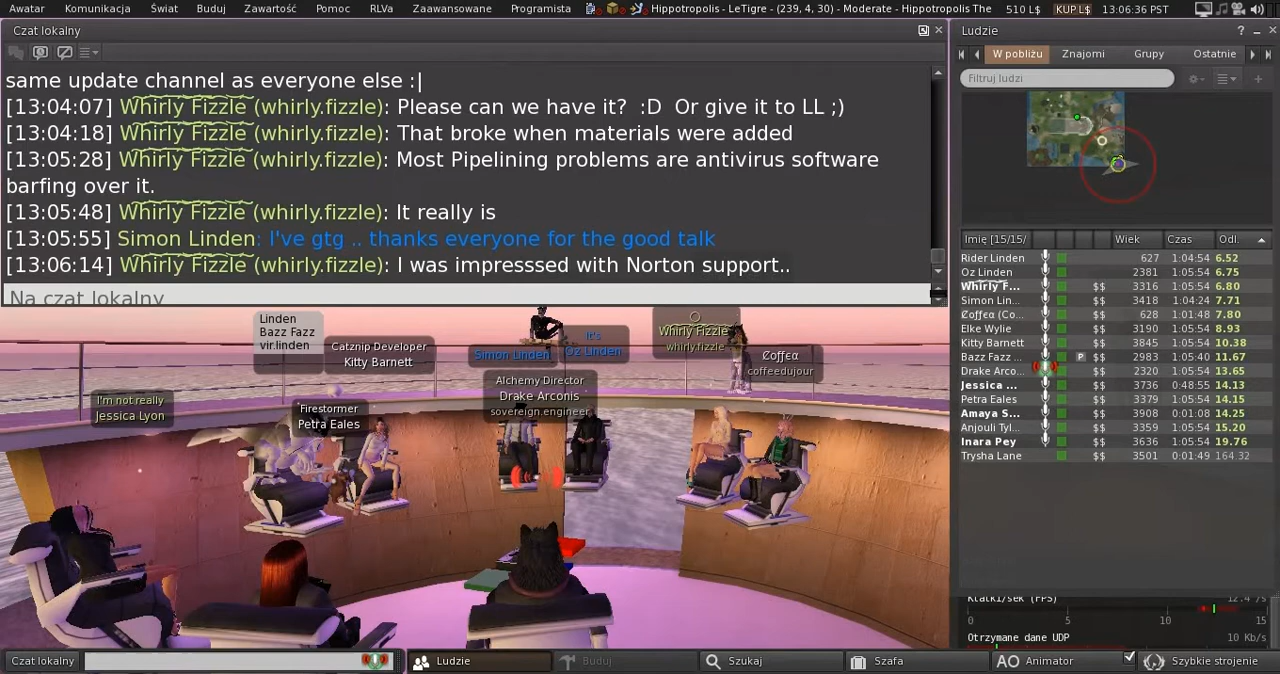 Awatar Komunikacja Świat Buduj Zawartość Pomoc RLVa Zaawansowane Programista Hippotropolis - LeTigre - (239, 4, 30) - Moderate - Hippotropolis The 510 L$ KUP L$ 13:06:36 PST
Czat lokalny
same update channel as everyone else :|
[13:04:07] Whirly Fizzle (whirly.fizzle): Please can we have it?  :D  Or give it to LL ;)
[13:04:18] Whirly Fizzle (whirly.fizzle): That broke when materials were added
[13:05:28] Whirly Fizzle (whirly.fizzle): Most Pipelining problems are antivirus software
barfing over it.
[13:05:48] Whirly Fizzle (whirly.fizzle): It really is
[13:05:55] Simon Linden: I've gtg .. thanks everyone for the good talk
[13:06:14] Whirly Fizzle (whirly.fizzle): I was impresssed with Norton support..
Na czat lokalny
Linden
Bazz Fazz
vir.linden
Catznip Developer
Kitty Barnett
Simon Linden
It's
Oz Linden
Whirly Fizzle
whirly.fizzle
Ȼøffeα
coffeedujour
I'm not really
Jessica Lyon
Firestormer
Petra Eales
Alchemy Director
Drake Arconis
sovereign.engineer
Ludzie
W pobliżu Znajomi Grupy Ostatnie
Filtruj ludzi
Imię [15/15/ Wiek Czas Odl.
Rider Linden 627 1:04:54 6.52
Oz Linden 2381 1:05:54 6.75
Whirly F... $$ 3316 1:05:54 6.80
Simon Lin... 3418 1:04:24 7.71
Ȼøffeα (Co... $$ 628 1:01:48 7.80
Elke Wylie $$ 3190 1:05:54 8.93
Kitty Barnett $$ 3845 1:05:54 10.38
Bazz Fazz ... P $$ 2983 1:05:40 11.67
Drake Arco... $$ 2320 1:05:54 13.65
Jessica ... $$ 3736 0:48:55 14.13
Petra Eales $$ 3379 1:05:54 14.15
Amaya S... $$ 3908 0:01:08 14.25
Anjouli Tyl... $$ 3359 1:05:54 15.20
Inara Pey $$ 3636 1:05:54 19.76
Trysha Lane $$ 3501 0:01:49 164.32
Klatki/sek (FPS) 12.4 /s
0 5 10 15
Otrzymane dane UDP 10 Kb/s
Czat lokalny Ludzie Buduj Szukaj Szafa AO Animator Szybkie strojenie